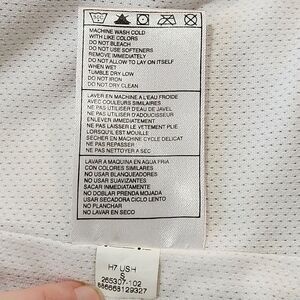 MACHINE WASH COLD
WITH LIKE COLORS
DO NOT BLEACH
DO NOT USE SOFTENERS
REMOVE IMMEDIATELY
DO NOT ALLOW TO LAY ON ITSELF
WHEN WET
TUMBLE DRY LOW
DO NOT IRON
DO NOT DRY CLEAN
LAVER EN MACHINE A L'EAU FROIDE
AVEC COULEURS SIMILAIRES
NE PAS UTILISER D'EAU DE JAVEL
NE PAS UTILISER D'ADOUCISSEUR
ENLEVER IMMEDIATEMENT
NE PAS LAISSER LE VETEMENT PLIE
LORSQU'IL EST MOUILLE
SECHER EN MACHINE CYCLE DELICAT
NE PAS REPASSER
NE PAS NETTOYER A SEC
LAVAR A MAQUINA EN AGUA FRIA
CON COLORES SIMILARES
NO USAR BLANQUEADORES
NO USAR SUAVIZANTES
SACAR IMMEDIATAMENTE
NO DOBLAR PRENDA MOJADA
USAR SECADORA CICLO LENTO
NO PLANCHAR
NO LAVAR EN SECO
H7 USH
S
265307-102